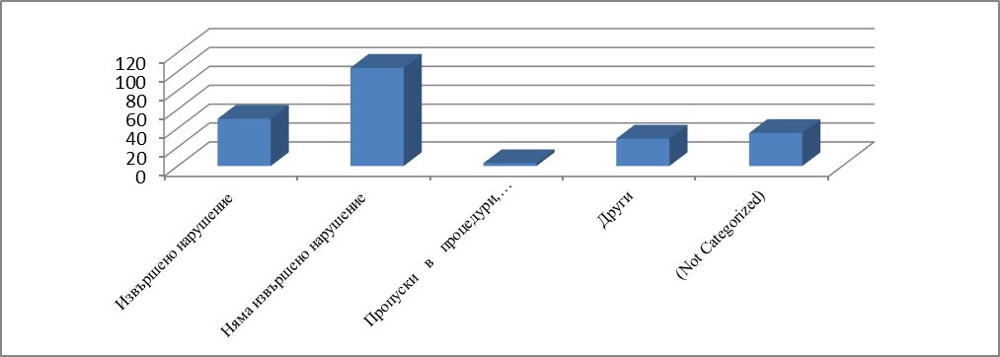 120
100
80
60
40
20
0
Извършено нарушение
Няма извършено нарушение
Пропуски в процедури,…
Други
(Not Categorized)